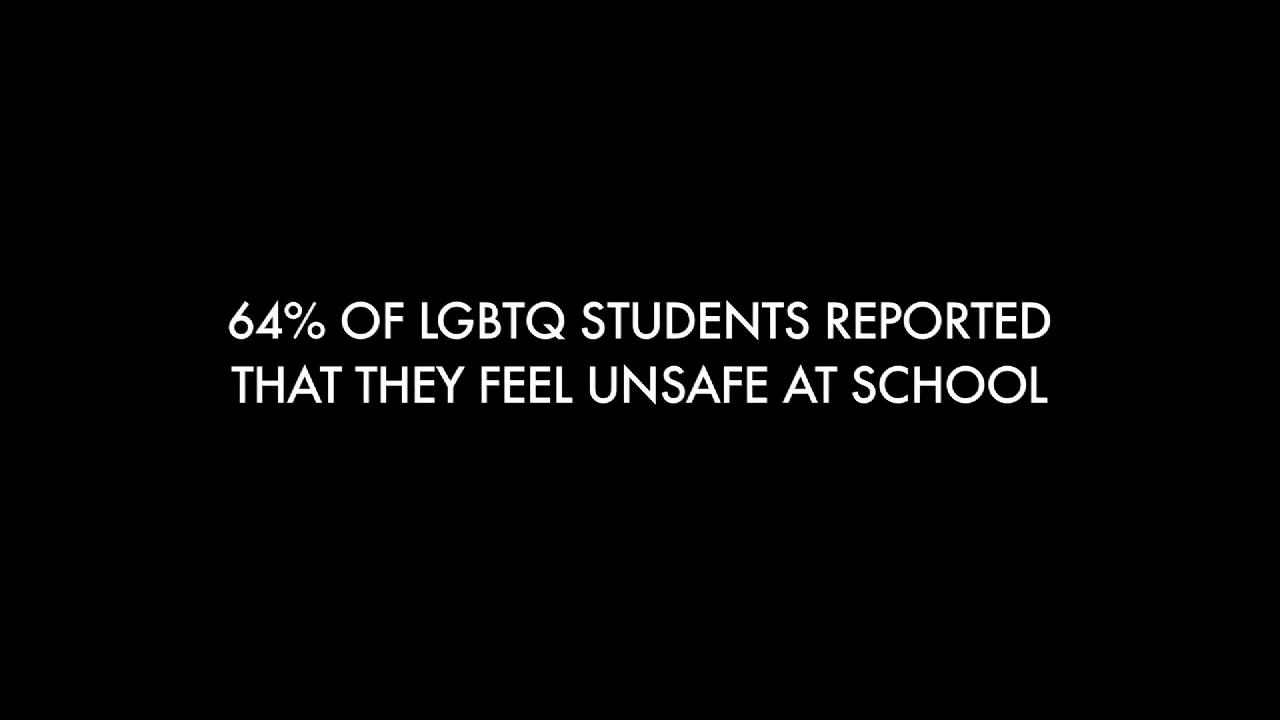 64% OF LGBTQ STUDENTS REPORTED
THAT THEY FEEL UNSAFE AT SCHOOL